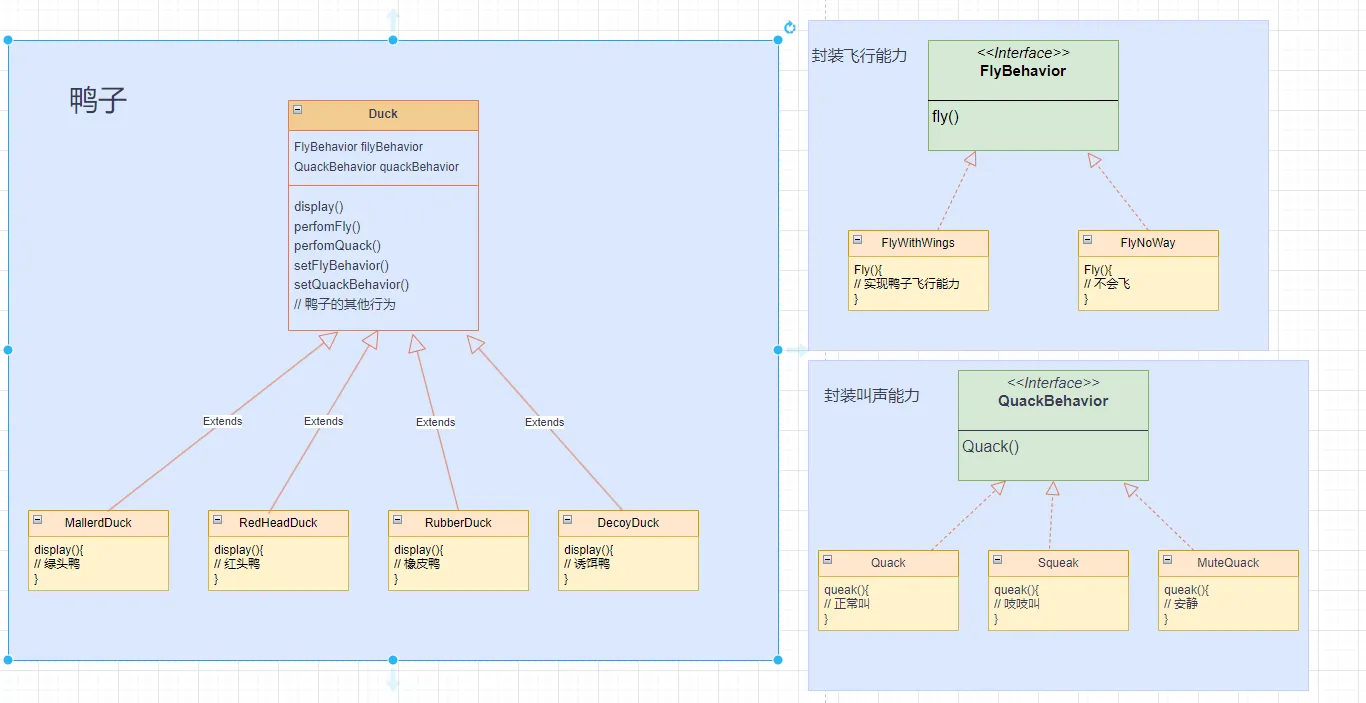 鸭子
Duck
FlyBehavior filyBehavior
QuackBehavior quackBehavior
display()
perfomFly()
perfomQuack()
setFlyBehavior()
setQuackBehavior()
// 鸭子的其他行为
Extends
Extends
Extends
Extends
MallerdDuck
display(){
// 绿头鸭
}
RedHeadDuck
display(){
// 红头鸭
}
RubberDuck
display(){
// 橡皮鸭
}
DecoyDuck
display(){
// 诱饵鸭
}
封装飞行能力
<<Interface>>
FlyBehavior
fly()
FlyWithWings
Fly(){
// 实现鸭子飞行能力
}
FlyNoWay
Fly(){
// 不会飞
}
封装叫声能力
<<Interface>>
QuackBehavior
Quack()
Quack
queak(){
// 正常叫
}
Squeak
queak(){
// 吱吱叫
}
MuteQuack
queak(){
// 安静
}